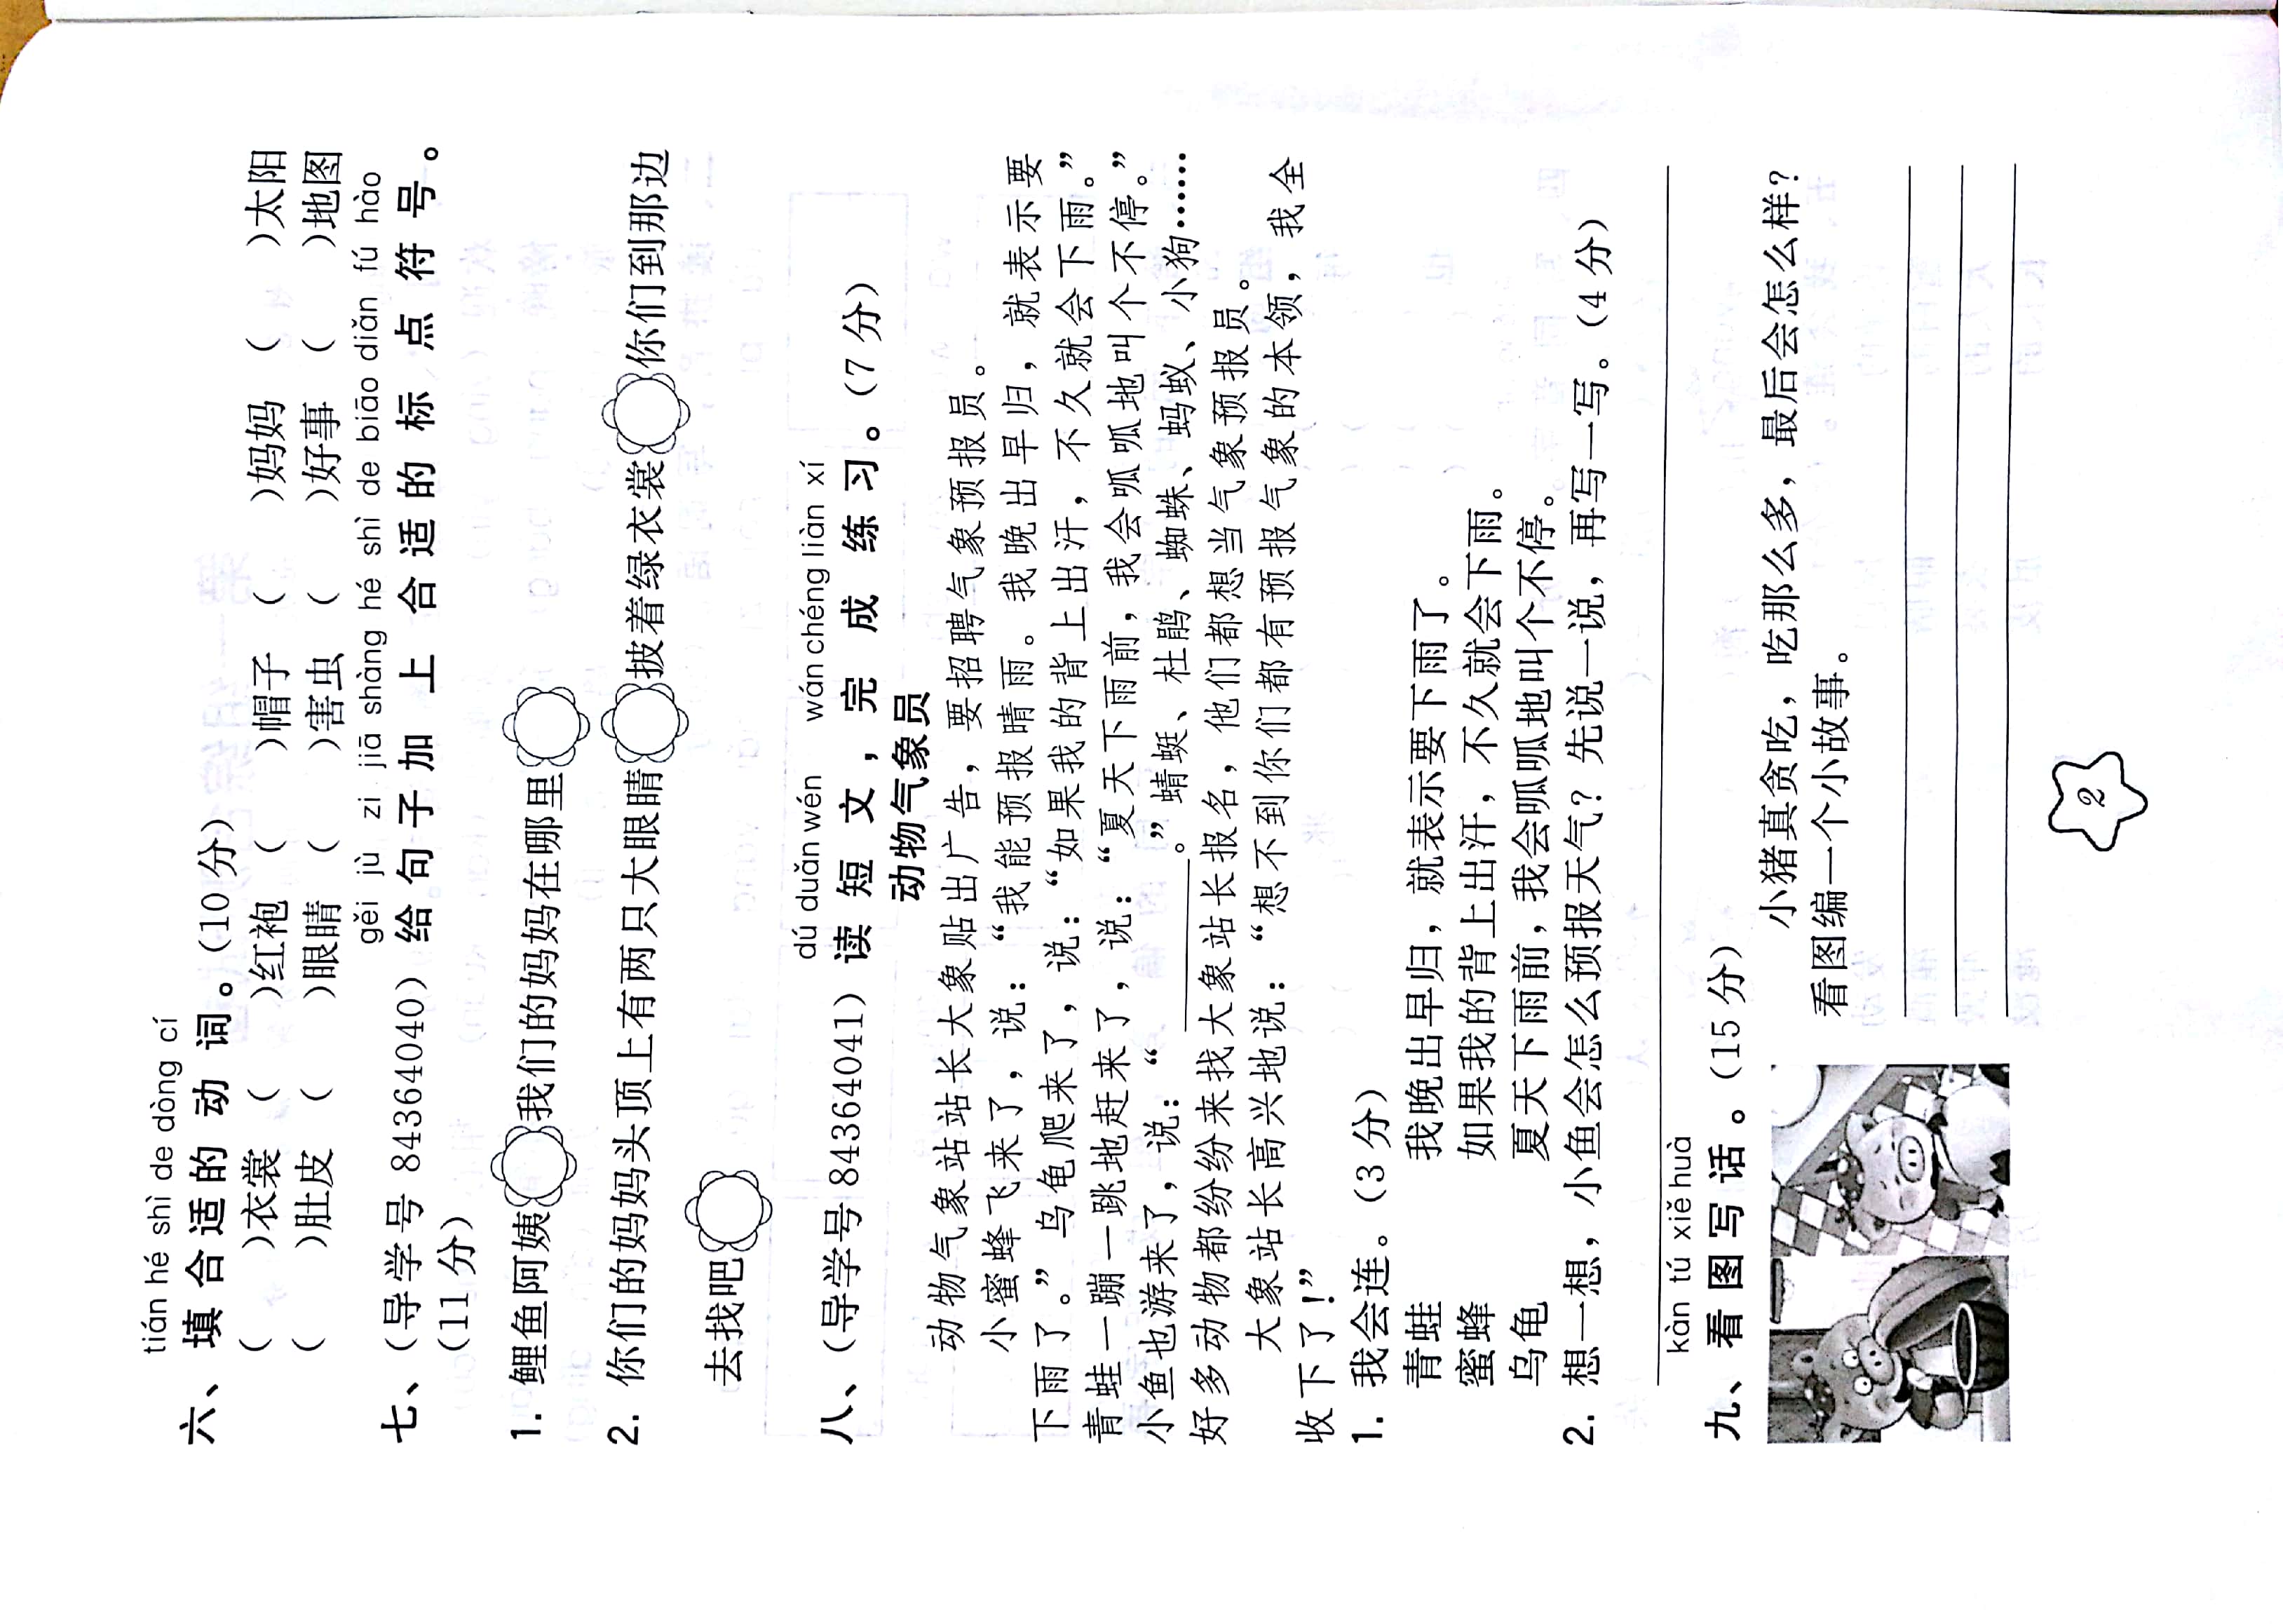 tián hé shì de dòng cí
六、填合适的动词。(10分)
(　　)衣裳 (　　)红袍 (　　)帽子 (　　)妈妈 (　　)太阳
(　　)肚皮 (　　)眼睛 (　　)害虫 (　　)好事 (　　)地图
gěi jù zi jiā shàng hé shì de biāo diǎn fú hào
七、(导学号 84364040)给句子加上合适的标点符号。
(11分)
1. 鲤鱼阿姨 我们的妈妈在哪里
2. 你们的妈妈头顶上有两只大眼睛 披着绿衣裳 你们到那边
去找吧
dú duǎn wén wán chéng liàn xí
八、(导学号 84364041)读短文，完成练习。(7分)
动物气象员
动物气象站站长大象贴出广告，要招聘气象预报员。
小蜜蜂飞来了，说：“我能预报晴雨。我晚出早归，就表示要
下雨了。”乌龟爬来了，说：“如果我的背上出汗，不久就会下雨。”
青蛙一蹦一跳地赶来了，说：“夏天下雨前，我会呱呱地叫个不停。”
小鱼也游来了，说：“________。”蜻蜓、杜鹃、蜘蛛、蚂蚁、小狗……
好多动物都纷纷来找大象站长报名，他们都想当气象预报员。
大象站长高兴地说：“想不到你们都有预报气象的本领，我全
收下了!”
1. 我会连。(3分)
青蛙　　我晚出早归，就表示要下雨了。
蜜蜂　　如果我的背上出汗，不久就会下雨。
乌龟　　夏天下雨前，我会呱呱地叫个不停。
2. 想一想，小鱼会怎么预报天气？先说一说，再写一写。(4分)
kàn tú xiě huà
九、看图写话。(15分)
小猪真贪吃，吃那么多，最后会怎么样？
看图编一个小故事。
2